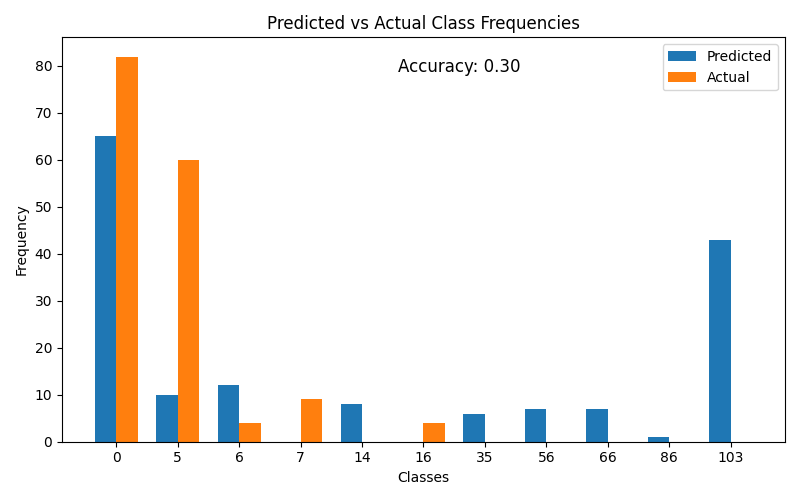 Predicted vs Actual Class Frequencies
Accuracy: 0.30
Predicted
Actual
Frequency
80
70
60
50
40
30
20
10
0
0 5 6 7 14 16 35 56 66 86 103
Classes